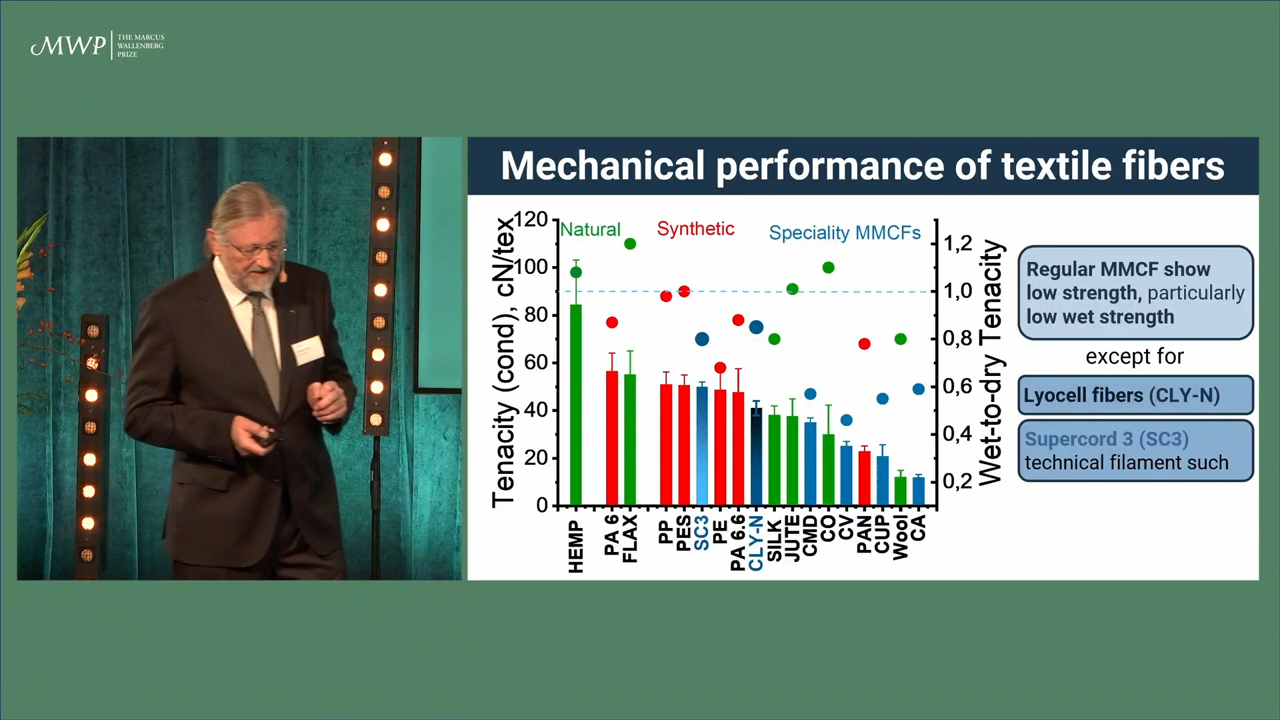 MWP
THE MARCUS
WALLENBERG
PRIZE
Mechanical performance of textile fibers
Natural
Synthetic
Speciality MMCFs
Tenacity (cond), cN/tex
120
100
80
60
40
20
0
1,2
1,0
0,8
0,6
0,4
0,2
Wet-to-dry Tenacity
HEMP
PA 6
FLAX
PP
PES
SC3
PE
PA 6.6
CLY-N
SILK
JUTE
CMD
CO
CV
PAN
CUP
Wool
CA
Regular MMCF show
low strength, particularly
low wet strength
except for
Lyocell fibers (CLY-N)
Supercord 3 (SC3)
technical filament such